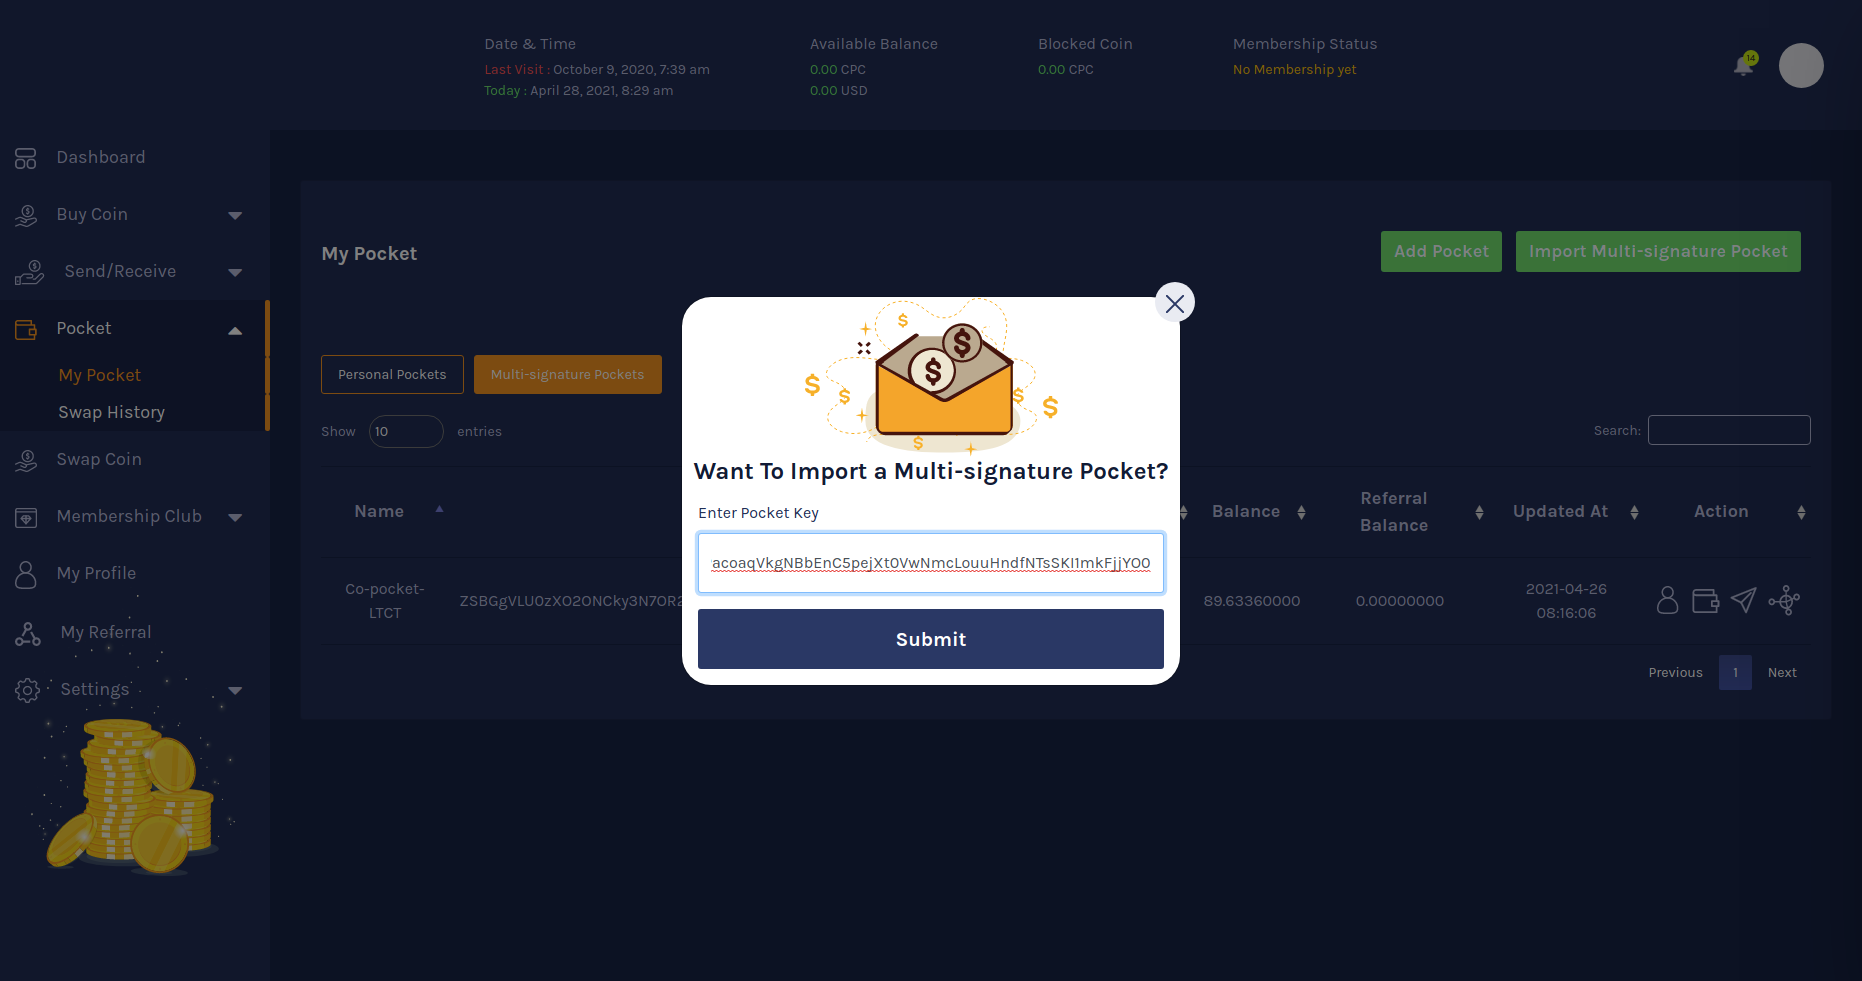 Date & Time
Last Visit : October 9, 2020, 7:39 am
Today : April 28, 2021, 8:29 am
Available Balance
0.00 CPC
0.00 USD
Blocked Coin
0.00 CPC
Membership Status
No Membership yet
14
Dashboard
Buy Coin
Send/Receive
Pocket
My Pocket
Swap History
Swap Coin
Membership Club
My Profile
My Referral
Settings
My Pocket
Add Pocket
Import Multi-signature Pocket
Personal Pockets
Multi-signature Pockets
Show 10 entries
Search:
Name
Balance
Referral
Balance
Updated At
Action
Co-pocket-
LTCT
89.63360000
0.00000000
2021-04-26
08:16:06
Previous 1 Next
Want To Import a Multi-signature Pocket?
Enter Pocket Key
Submit